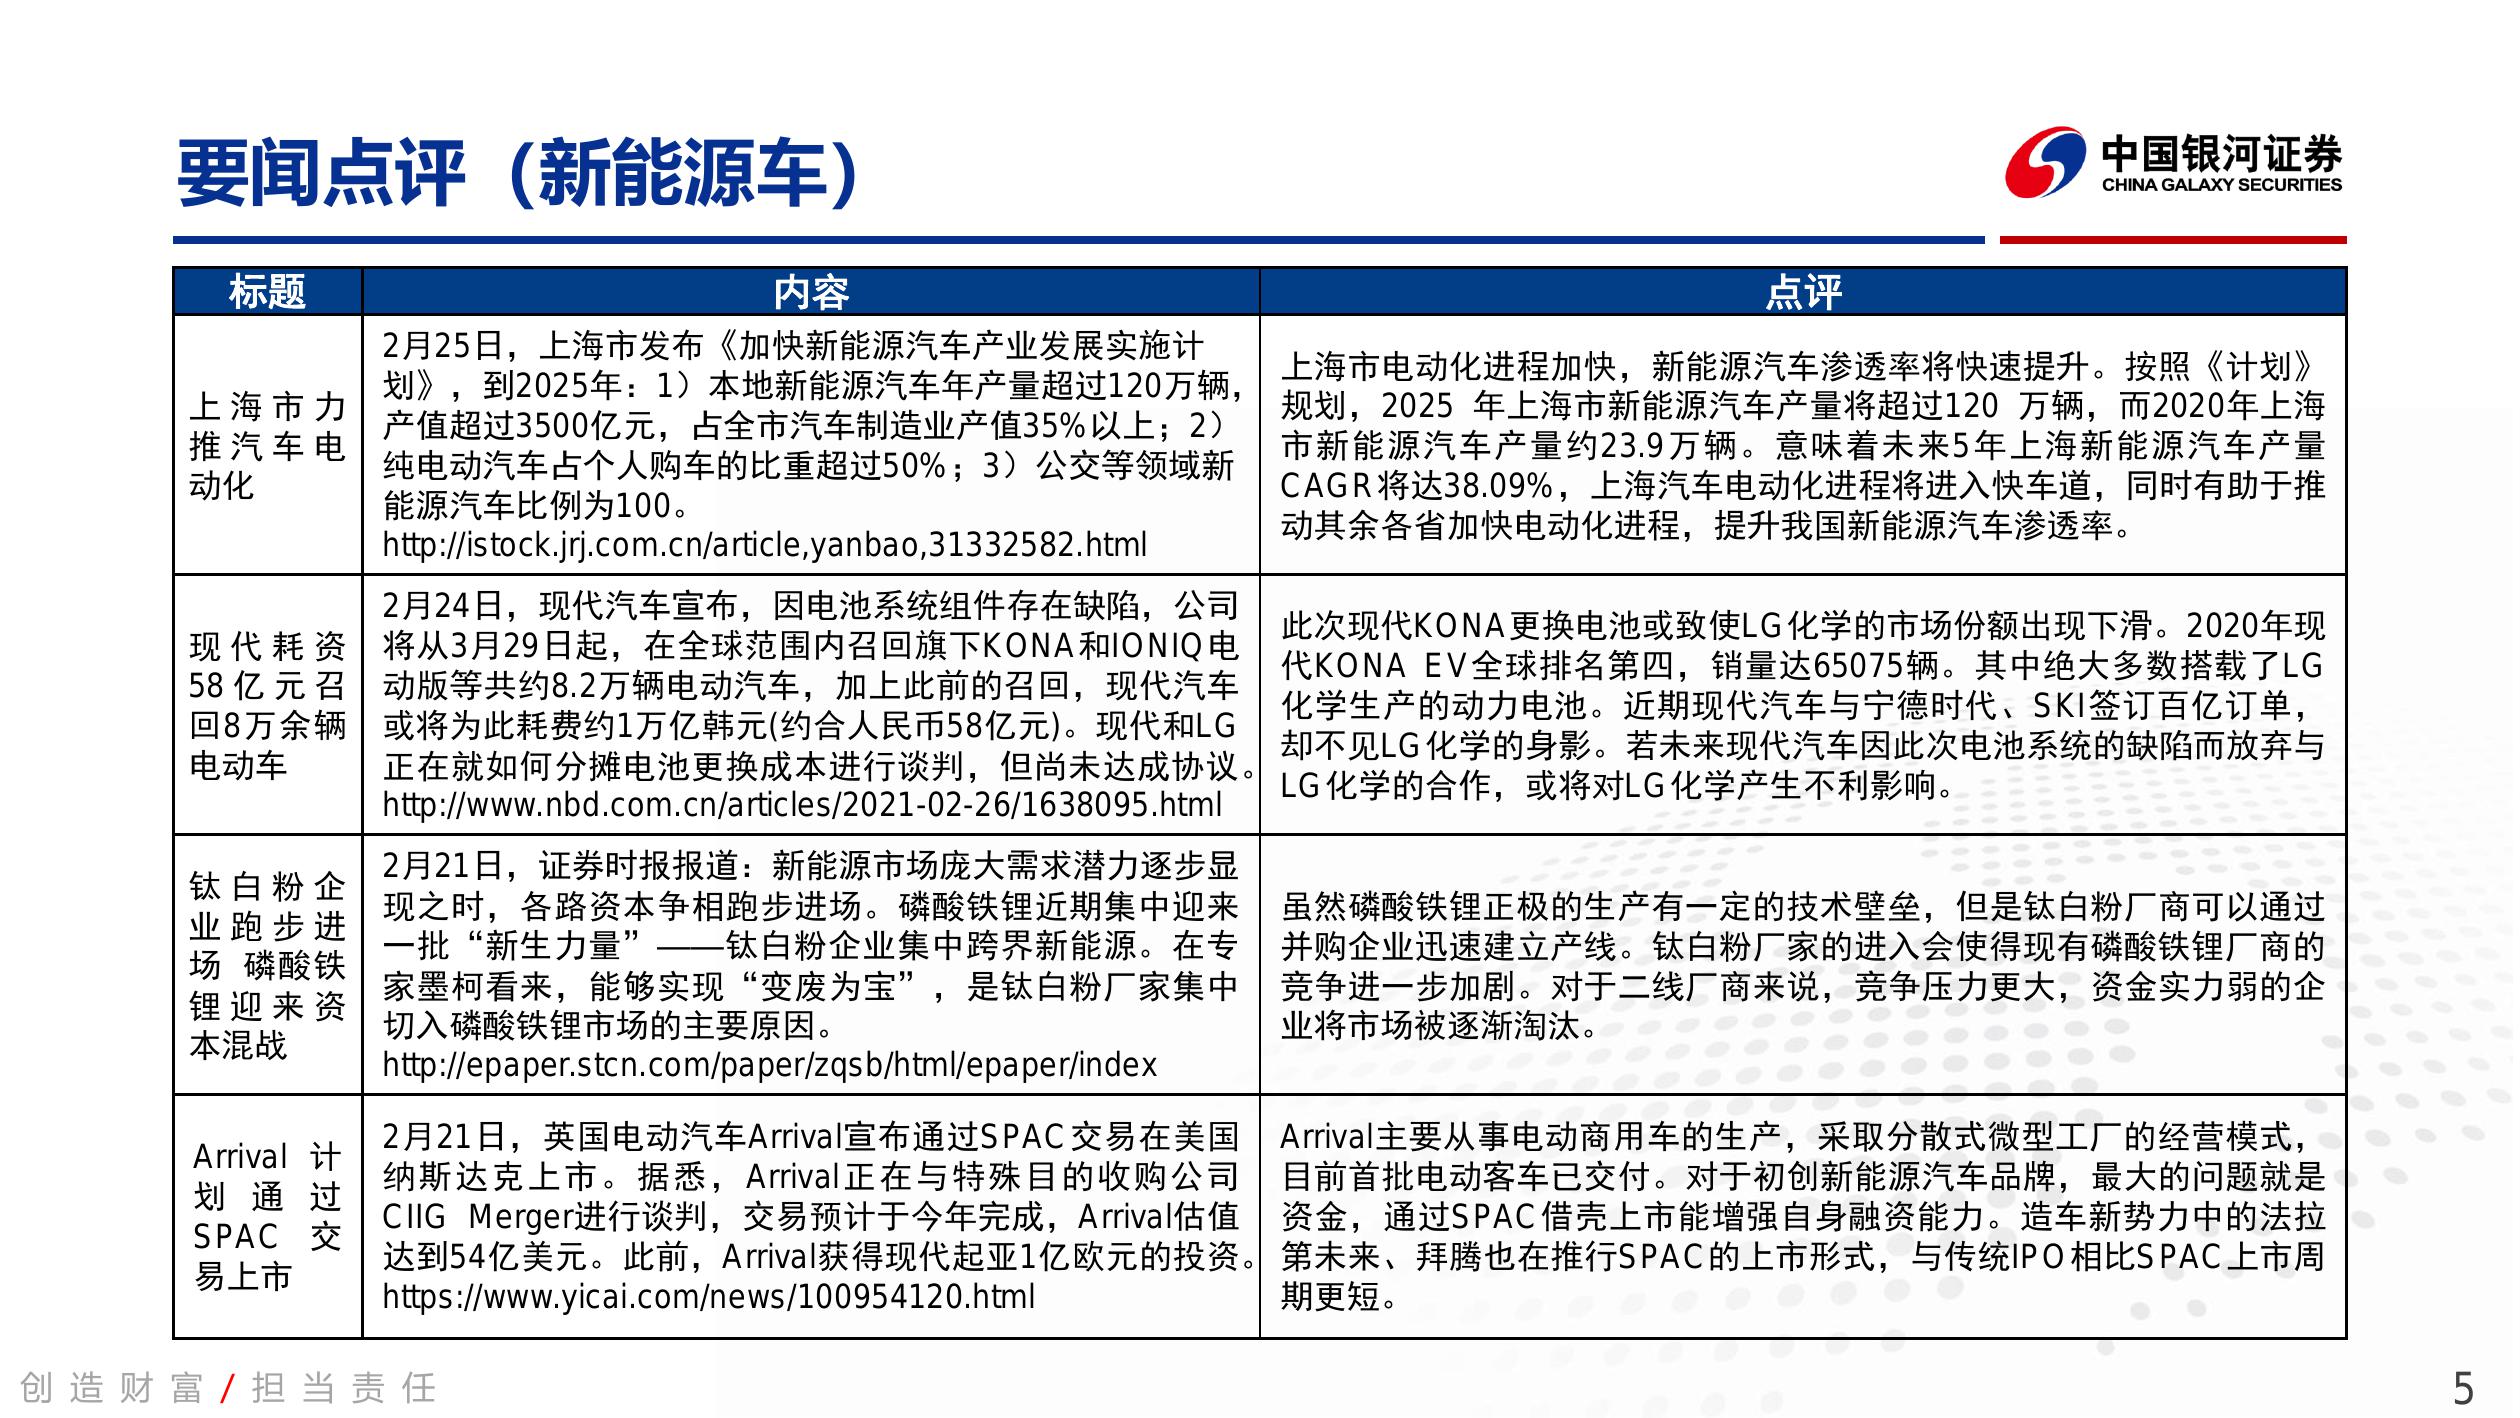 要闻点评（新能源车）
中国银河证券
CHINA GALAXY SECURITIES
标题
内容
点评
上海市力
推汽车电
动化
2月25日，上海市发布《加快新能源汽车产业发展实施计
划》，到2025年：1）本地新能源汽车年产量超过120万辆，
产值超过3500亿元，占全市汽车制造业产值35%以上；2）
纯电动汽车占个人购车的比重超过50%；3）公交等领域新
能源汽车比例为100。
http://istock.jrj.com.cn/article,yanbao,31332582.html
上海市电动化进程加快，新能源汽车渗透率将快速提升。按照《计划》
规划，2025 年上海市新能源汽车产量将超过120 万辆，而2020年上海
市新能源汽车产量约23.9万辆。意味着未来5年上海新能源汽车产量
CAGR将达38.09%，上海汽车电动化进程将进入快车道，同时有助于推
动其余各省加快电动化进程，提升我国新能源汽车渗透率。
现代耗资
58亿元召
回8万余辆
电动车
2月24日，现代汽车宣布，因电池系统组件存在缺陷，公司
将从3月29日起，在全球范围内召回旗下KONA和IONIQ电
动版等共约8.2万辆电动汽车，加上此前的召回，现代汽车
或将为此耗费约1万亿韩元(约合人民币58亿元)。现代和LG
正在就如何分摊电池更换成本进行谈判，但尚未达成协议。
http://www.nbd.com.cn/articles/2021-02-26/1638095.html
此次现代KONA更换电池或致使LG化学的市场份额出现下滑。2020年现
代KONA EV全球排名第四，销量达65075辆。其中绝大多数搭载了LG
化学生产的动力电池。近期现代汽车与宁德时代、SKI签订百亿订单，
却不见LG化学的身影。若未来现代汽车因此次电池系统的缺陷而放弃与
LG化学的合作，或将对LG化学产生不利影响。
钛白粉企
业跑步进
场 磷酸铁
锂迎来资
本混战
2月21日，证券时报报道：新能源市场庞大需求潜力逐步显
现之时，各路资本争相跑步进场。磷酸铁锂近期集中迎来
一批“新生力量”——钛白粉企业集中跨界新能源。在专
家墨柯看来，能够实现“变废为宝”，是钛白粉厂家集中
切入磷酸铁锂市场的主要原因。
http://epaper.stcn.com/paper/zqsb/html/epaper/index
虽然磷酸铁锂正极的生产有一定的技术壁垒，但是钛白粉厂商可以通过
并购企业迅速建立产线。钛白粉厂家的进入会使得现有磷酸铁锂厂商的
竞争进一步加剧。对于二线厂商来说，竞争压力更大，资金实力弱的企
业将市场被逐渐淘汰。
Arrival 计
划通过
SPAC 交
易上市
2月21日，英国电动汽车Arrival宣布通过SPAC交易在美国
纳斯达克上市。据悉，Arrival正在与特殊目的收购公司
CIIG Merger进行谈判，交易预计于今年完成，Arrival估值
达到54亿美元。此前，Arrival获得现代起亚1亿欧元的投资。
https://www.yicai.com/news/100954120.html
Arrival主要从事电动商用车的生产，采取分散式微型工厂的经营模式，
目前首批电动客车已交付。对于初创新能源汽车品牌，最大的问题就是
资金，通过SPAC借壳上市能增强自身融资能力。造车新势力中的法拉
第未来、拜腾也在推行SPAC的上市形式，与传统IPO相比SPAC上市周
期更短。
创造财富/担当责任
5